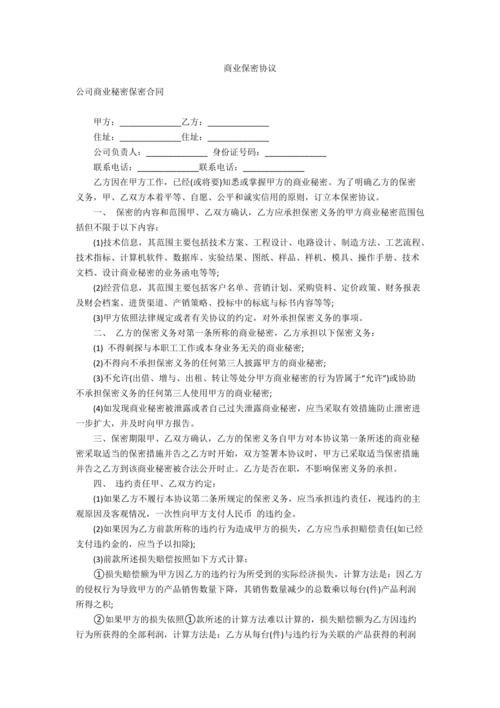 商业保密协议
公司商业秘密保密合同
甲方：______________乙方：______________
住址：______________住址：______________
公司负责人：______________ 身份证号码：______________
联系电话：______________联系电话：______________
乙方因在甲方工作，已经(或将要)知悉或掌握甲方的商业秘密。为了明确乙方的保密
义务，甲、乙双方本着平等、自愿、公平和诚实信用的原则，订立本保密协议。
一、 保密的内容和范围甲、乙双方确认，乙方应承担保密义务的甲方商业秘密范围包
括但不限于以下内容：
(1)技术信息，其范围主要包括技术方案、工程设计、电路设计、制造方法、工艺流程、
技术指标、计算机软件、数据库、实验结果、图纸、样品、样机、模具、操作手册、技术
文档、设计商业秘密的业务函电等等;
(2)经营信息，其范围主要包括客户名单、营销计划、采购资料、定价政策、财务报表
及财会档案、进货渠道、产销策略、投标中的标底与标书内容等等;
(3)甲方依照法律规定或者有关协议的约定，对外承担保密义务的事项。
二、 乙方的保密义务对第一条所称的商业秘密，乙方承担以下保密义务：
(1) 不得刺探与本职工工作或本身业务无关的商业秘密;
(2)不得向不承担保密义务的任何第三人披露甲方的商业秘密;
(3)不允许(出借、增与、出租、转让等处分甲方商业秘密的行为皆属于“允许”)或协助
不承担保密义务的任何第三人使用甲方的商业秘密;
(4)如发现商业秘密被泄露或者自己过失泄露商业秘密，应当采取有效措施防止泄密进
一步扩大，并及时向甲方报告。
三、保密期限甲、乙双方确认，乙方的保密义务自甲方对本协议第一条所述的商业秘
密采取适当的保密措施并告之乙方时开始，双方签署本协议时，甲方已采取适当保密措施
并告之乙方到该商业秘密被合法公开时止。乙方是否在职，不影响保密义务的承担。
四、 违约责任甲、乙双方约定：
(1)如果乙方不履行本协议第二条所规定的保密义务，应当承担违约责任，视违约的主
观原因及客观情况，一次性向甲方支付人民币 的违约金。
(2)如果因为乙方前款所称的违约行为造成甲方的损失，乙方应当承担赔偿责任(如已经
支付违约金的，应当予以扣除);
(3)前款所述损失赔偿按照如下方式计算：
①损失赔偿额为甲方因乙方的违约行为所受到的实际经济损失，计算方法是：因乙方
的侵权行为导致甲方的产品销售数量下降，其销售数量减少的总数乘以每台(件)产品利润
所得之积;
②如果甲方的损失依照①款所述的计算方法难以计算的，损失赔偿额为乙方因违约
行为所获得的全部利润，计算方法是：乙方从每台(件)与违约行为关联的产品获得的利润